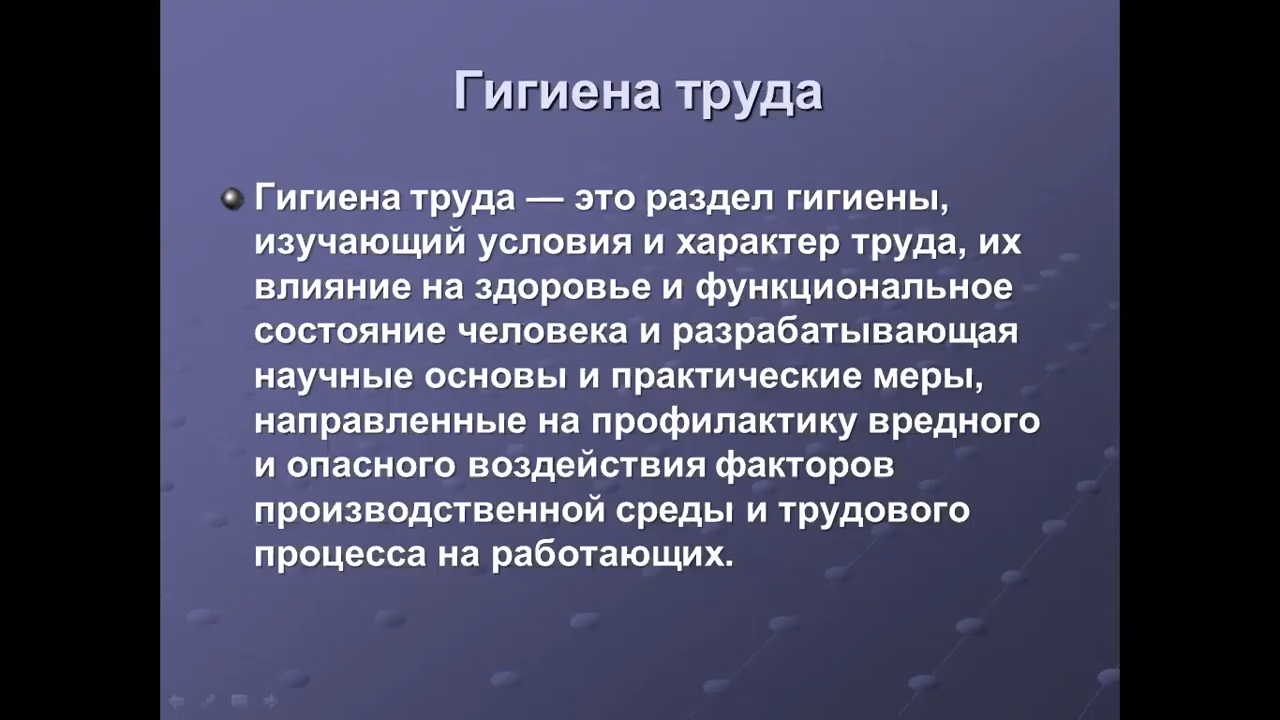 Гигиена труда
Гигиена труда — это раздел гигиены,
изучающий условия и характер труда, их
влияние на здоровье и функциональное
состояние человека и разрабатывающая
научные основы и практические меры,
направленные на профилактику вредного
и опасного воздействия факторов
производственной среды и трудового
процесса на работающих.